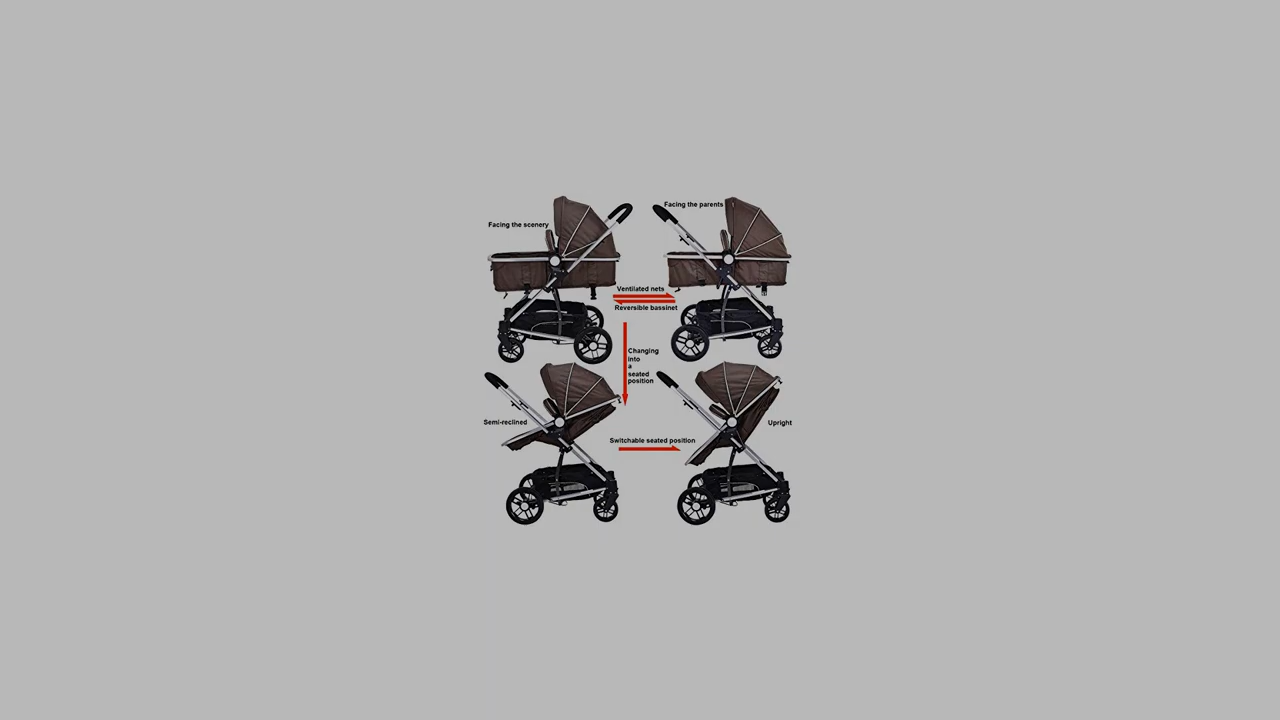 Facing the scenery
Facing the parents
Ventilated nets
Reversible bassinet
Changing
into
a
seated
position
Semi-reclined
Switchable seated position
Upright